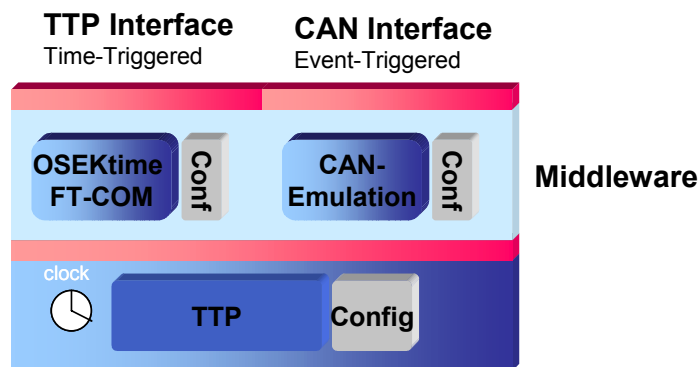 TTP Interface
Time-Triggered
CAN Interface
Event-Triggered
OSEKtime
FT-COM
Conf
CAN-
Emulation
Conf
Middleware
clock
TTP
Config